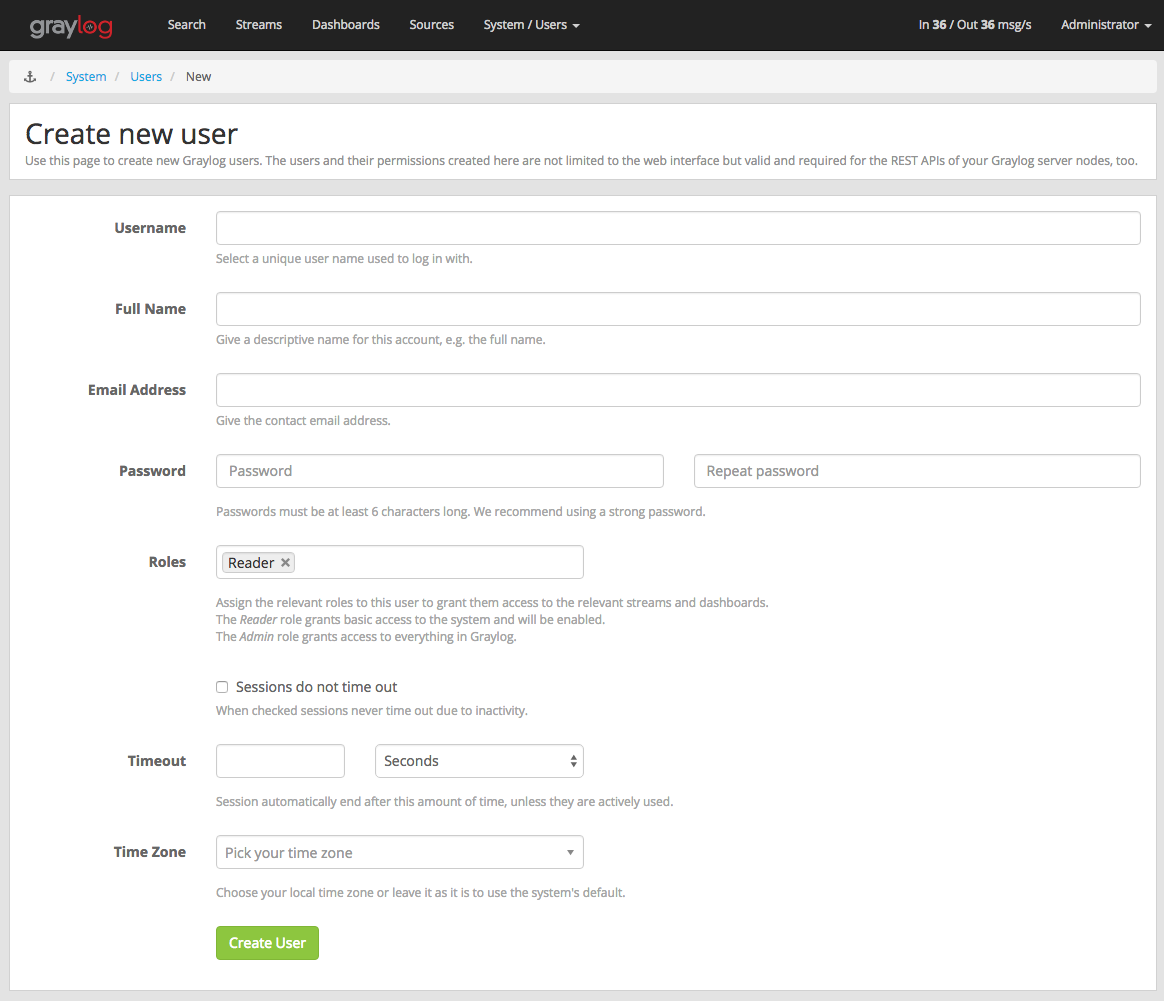 graylog Search Streams Dashboards Sources System / Users In 36 / Out 36 msg/s Administrator
/ System / Users / New
Create new user
Use this page to create new Graylog users. The users and their permissions created here are not limited to the web interface but valid and required for the REST APIs of your Graylog server nodes, too.
Username
Select a unique user name used to log in with.
Full Name
Give a descriptive name for this account, e.g. the full name.
Email Address
Give the contact email address.
Password Password Repeat password
Passwords must be at least 6 characters long. We recommend using a strong password.
Roles Reader ×
Assign the relevant roles to this user to grant them access to the relevant streams and dashboards.
The Reader role grants basic access to the system and will be enabled.
The Admin role grants access to everything in Graylog.
Sessions do not time out
When checked sessions never time out due to inactivity.
Timeout Seconds
Session automatically end after this amount of time, unless they are actively used.
Time Zone Pick your time zone
Choose your local time zone or leave it as it is to use the system's default.
Create User